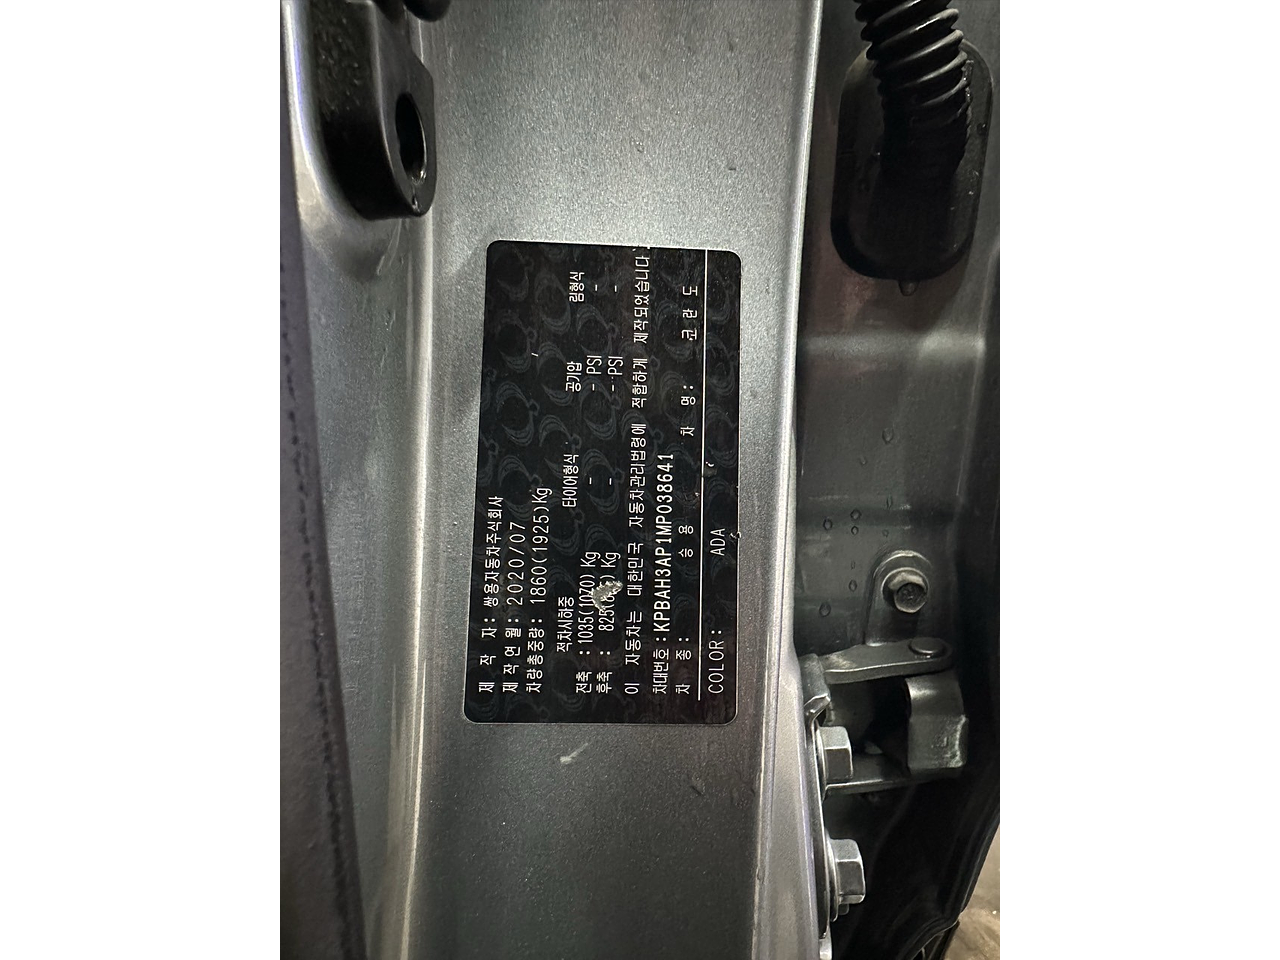 제 작 자 : 쌍용자동차주식회사
제작연월 : 2020/07
차량총중량 : 1860(1925)Kg
적차시하중 타이어형식 공기압 림형식
전축 : 1035(1070) Kg - - PSI -
후축 : Kg - - PSI -
이 자동차는 대한민국 자동차관리법령에 적합하게 제작되었습니다.
차대번호 : KPBAH3AP1MP038641
차 종 : 승 용 차 명 : 코 란 도
COLOR : ADA